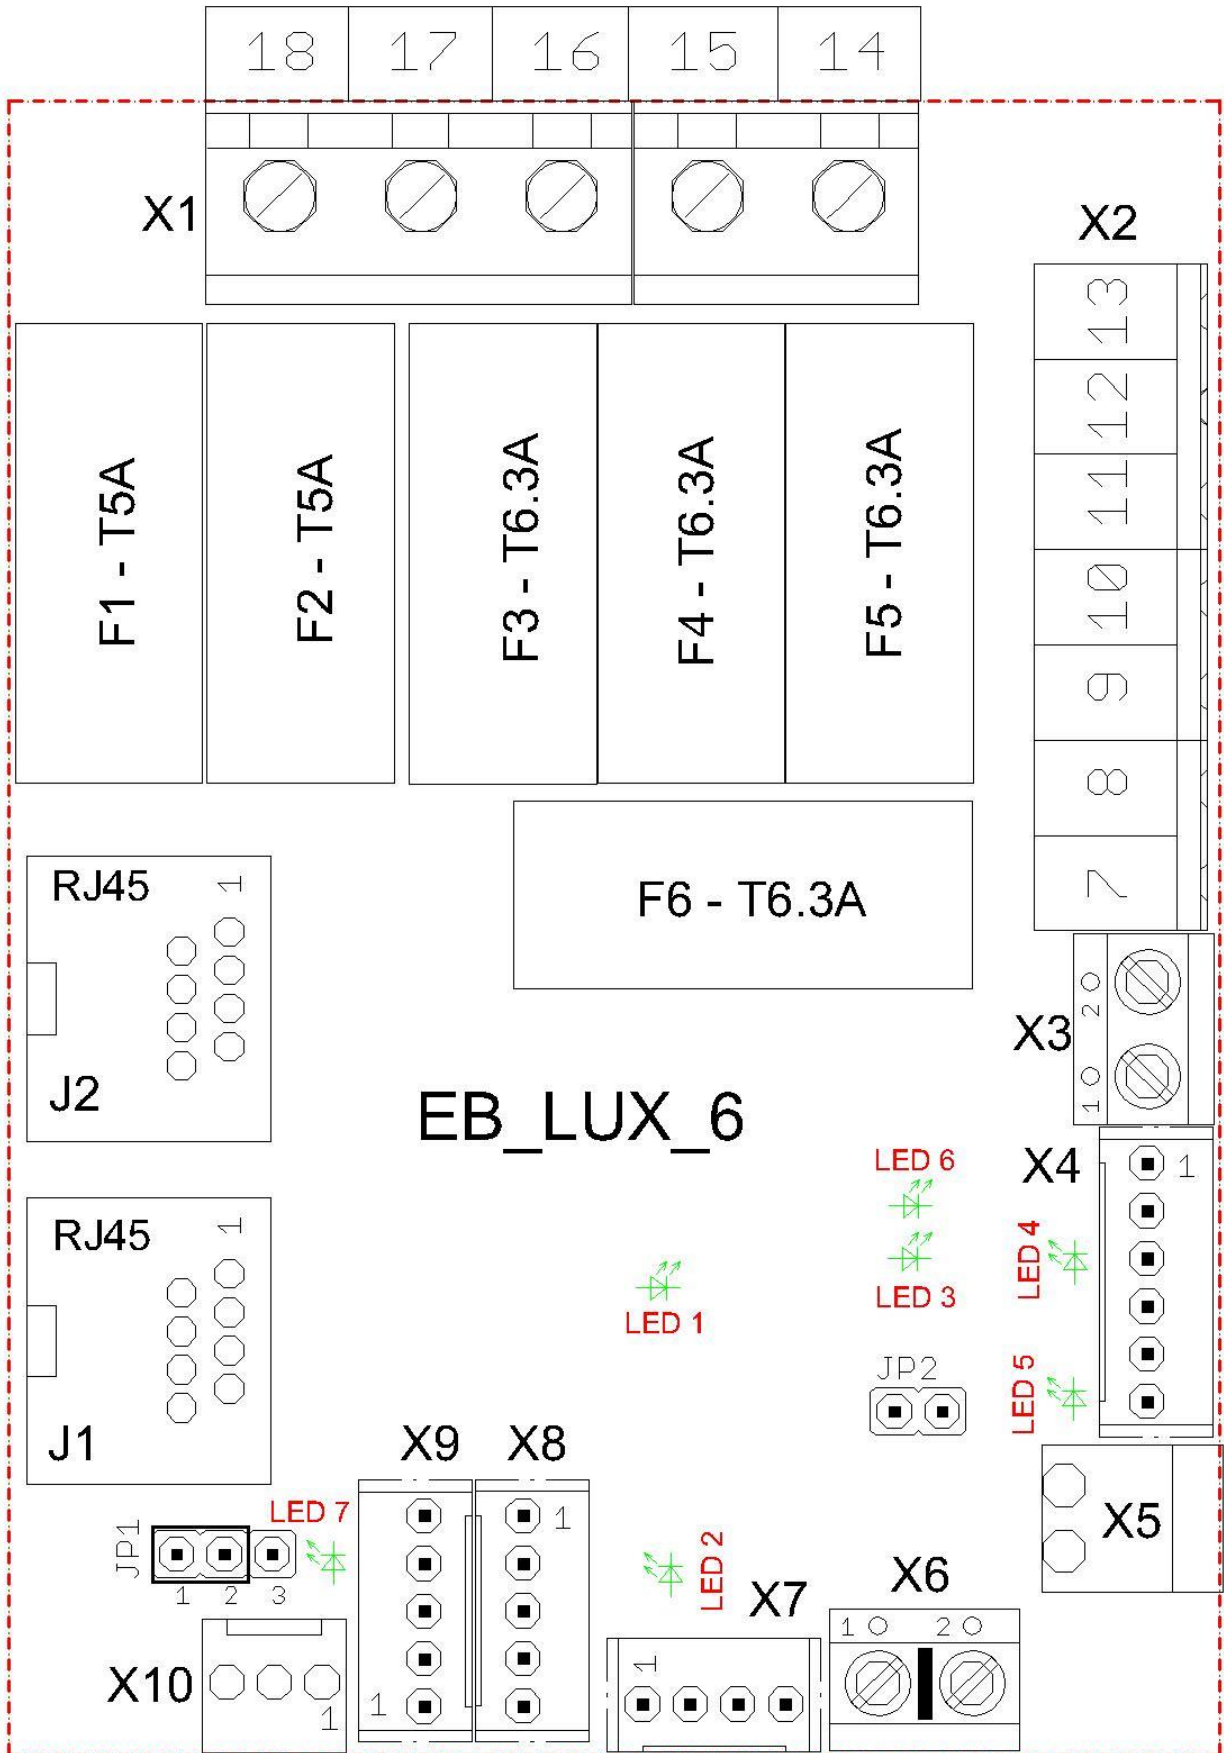 18 17 16 15 14
X1
X2
13
12
11
10
9
8
7
F1 - T5A
F2 - T5A
F3 - T6.3A
F4 - T6.3A
F5 - T6.3A
F6 - T6.3A
RJ45 1
J2
X3
2
1
EB_LUX_6
X4 1
LED 6
LED 3
LED 4
LED 5
LED 1
RJ45 1
J1
JP2
X9 X8
1
1
X5
LED 7
JP1
1 2 3
LED 2
X7
1
X6
1 2
X10
1